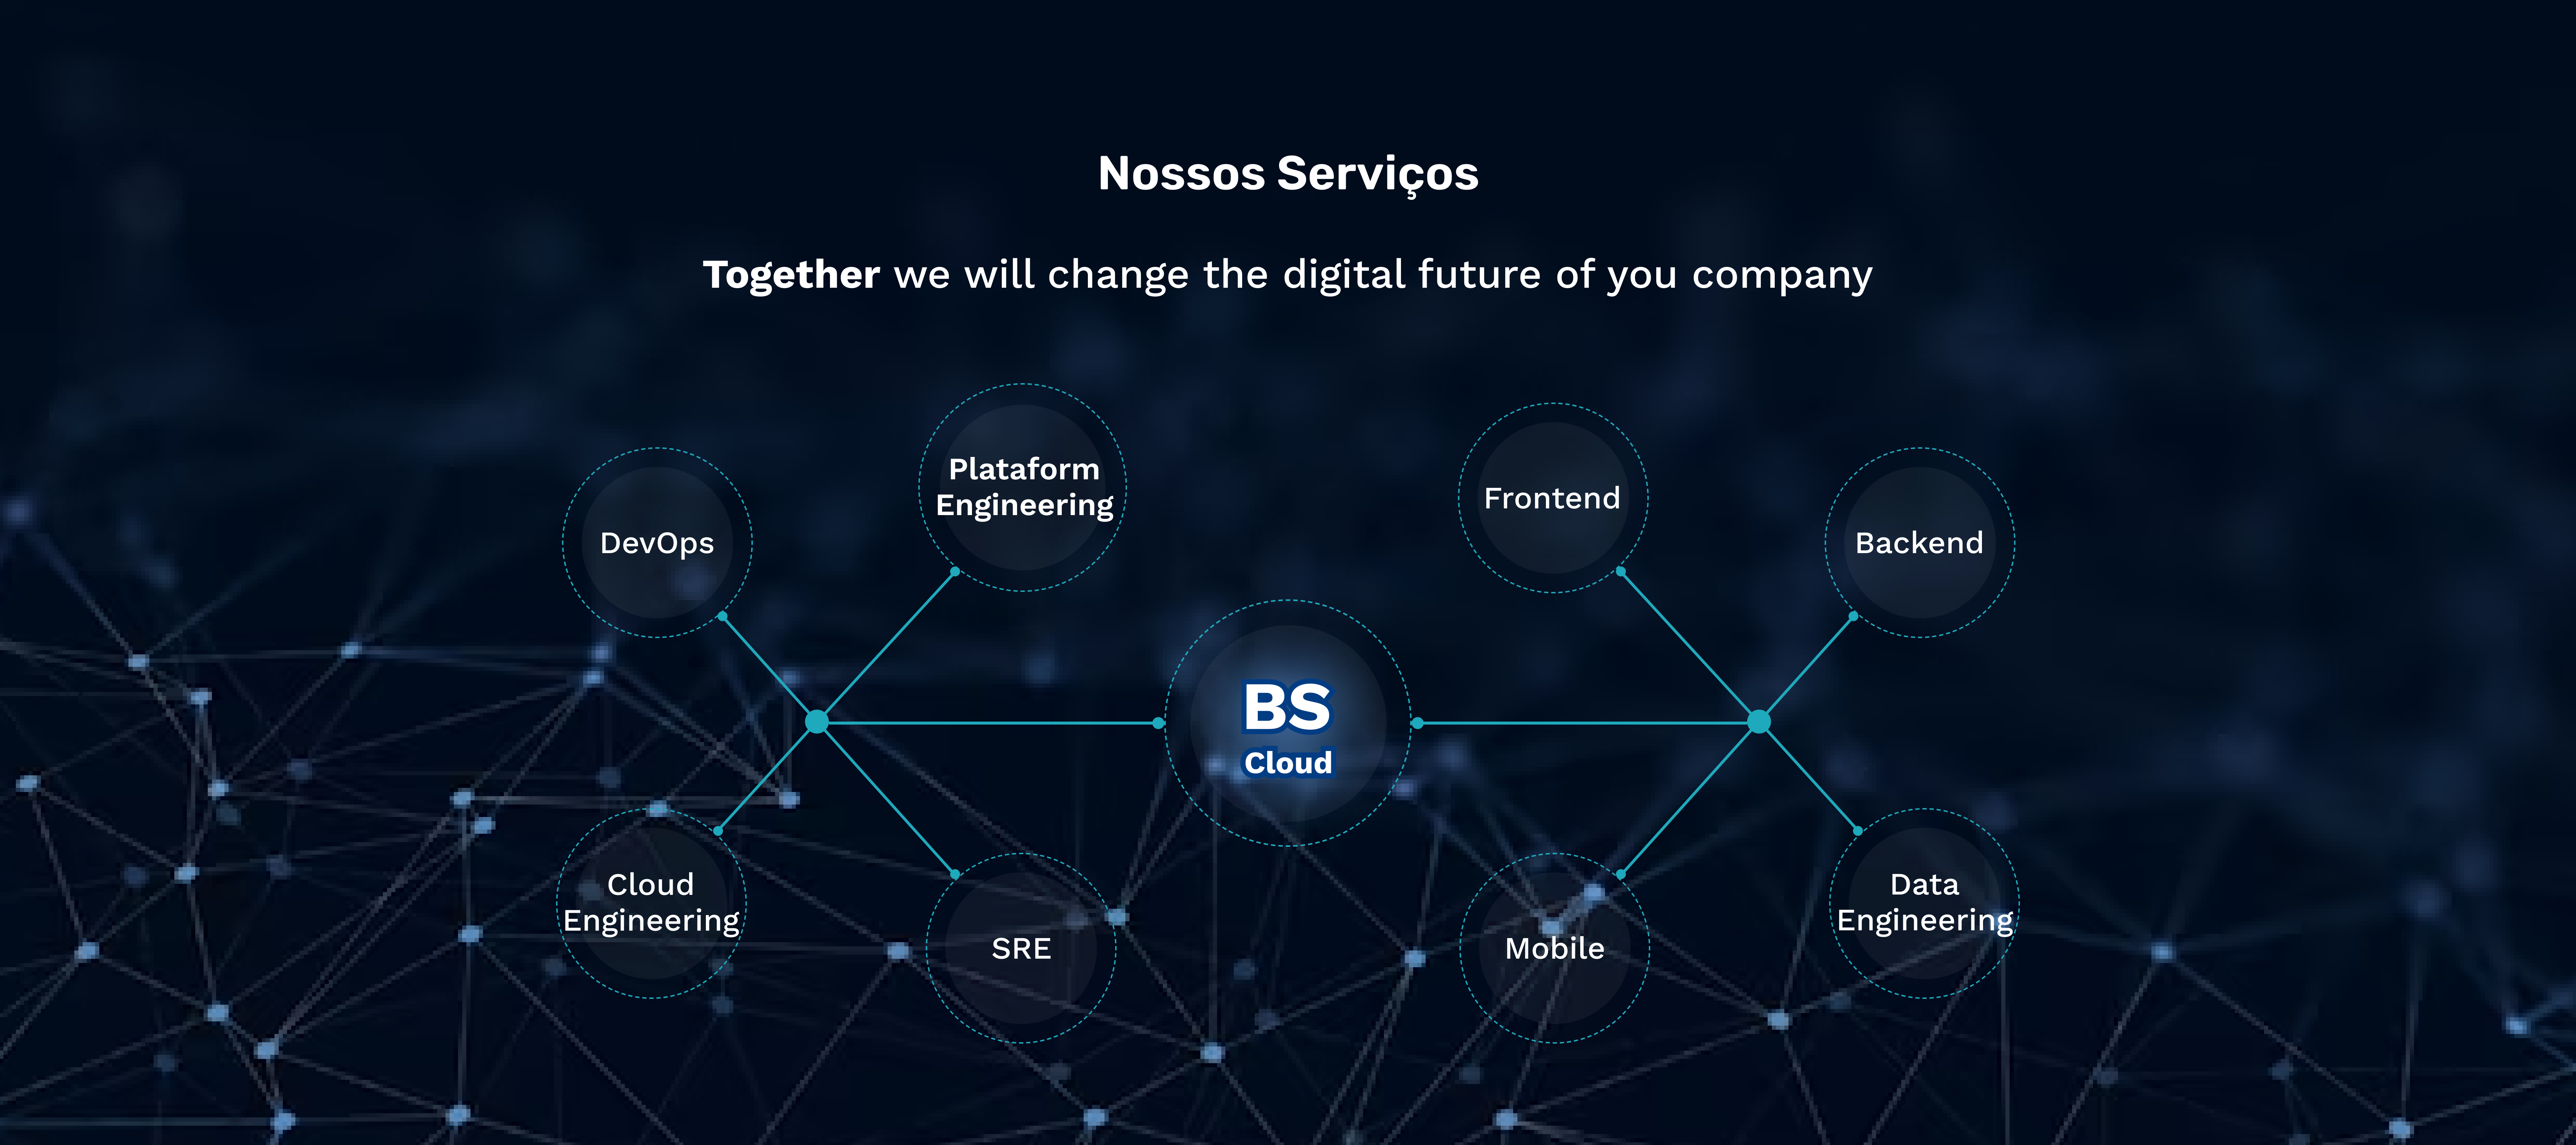 Nossos Serviços
Together we will change the digital future of you company
DevOps
Plataform
Engineering
Frontend
Backend
BS
Cloud
Cloud
Engineering
SRE
Mobile
Data
Engineering